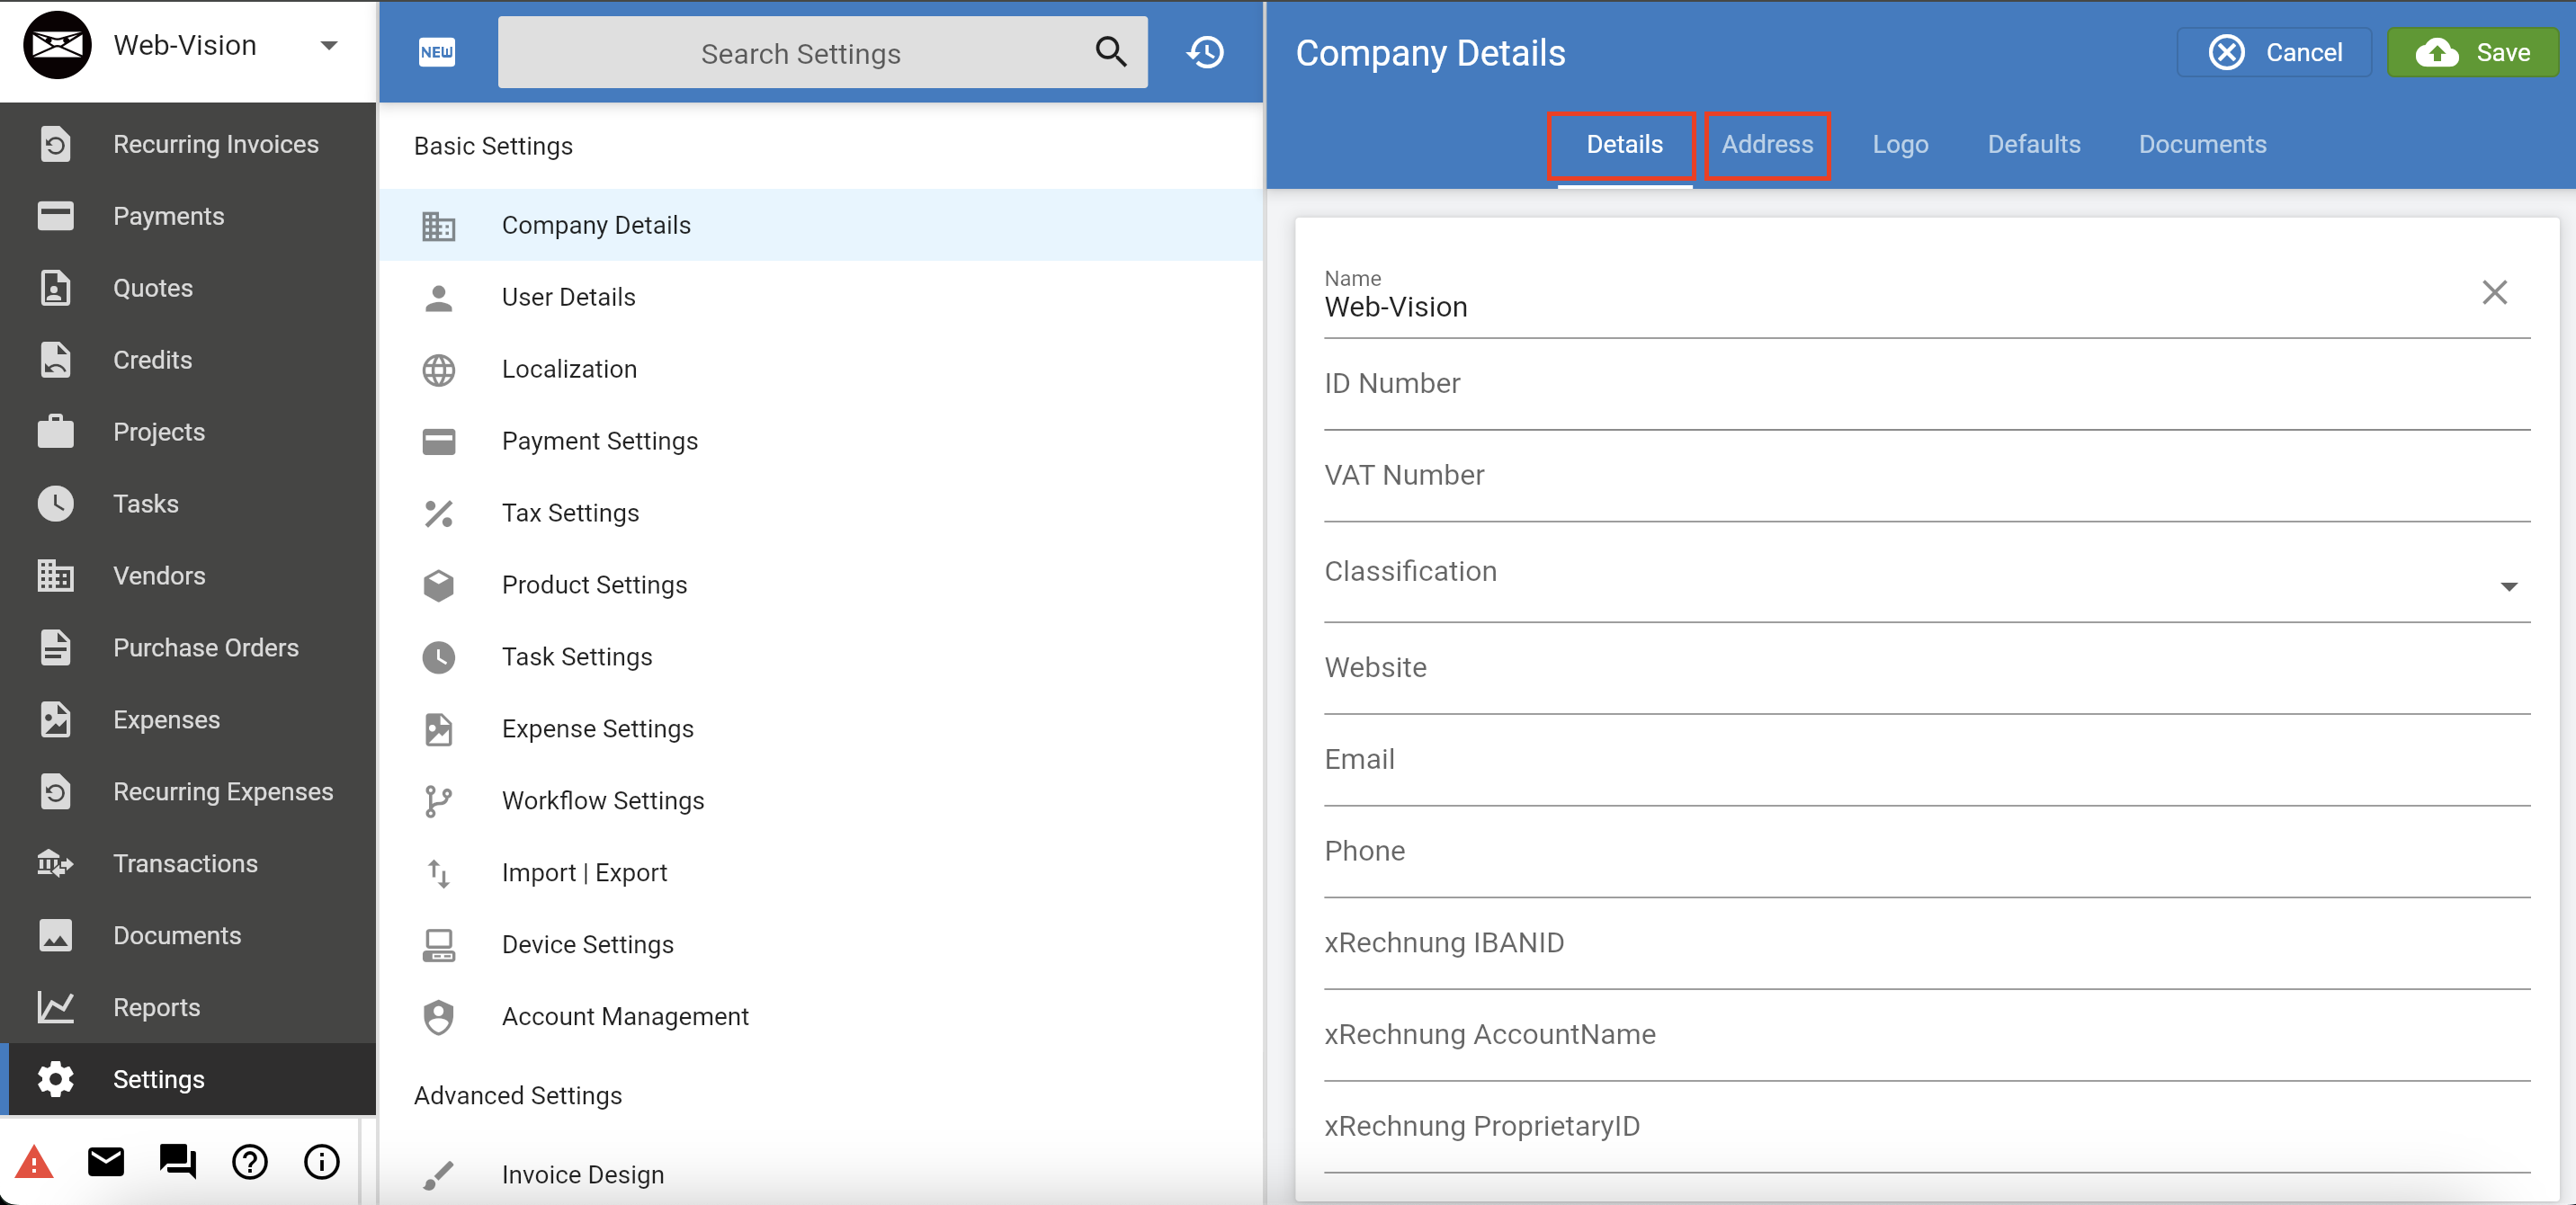 Web-Vision
Recurring Invoices
Payments
Quotes
Credits
Projects
Tasks
Vendors
Purchase Orders
Expenses
Recurring Expenses
Transactions
Documents
Reports
Settings
NEW
Search Settings
Basic Settings
Company Details
User Details
Localization
Payment Settings
Tax Settings
Product Settings
Task Settings
Expense Settings
Workflow Settings
Import | Export
Device Settings
Account Management
Advanced Settings
Invoice Design
Company Details
Cancel
Save
Details
Address
Logo
Defaults
Documents
Name
Web-Vision
ID Number
VAT Number
Classification
Website
Email
Phone
xRechnung IBANID
xRechnung AccountName
xRechnung ProprietaryID